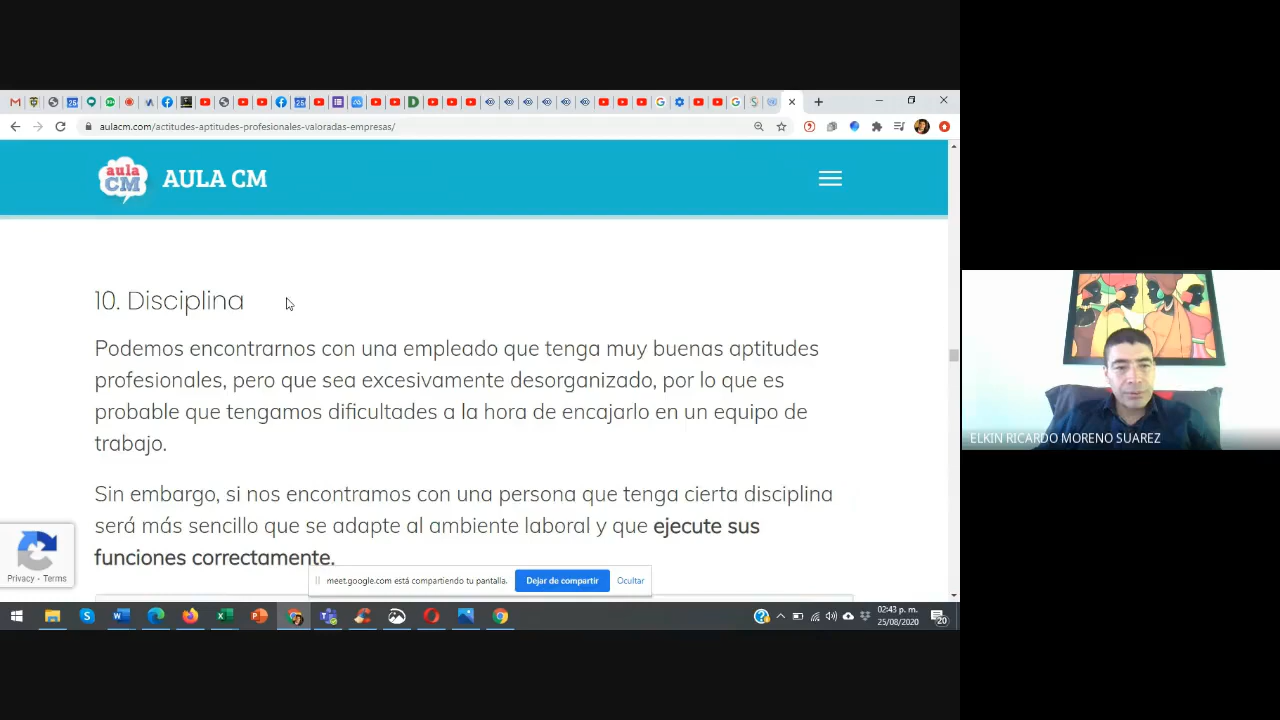 aulacm.com/actitudes-aptitudes-profesionales-valoradas-empresas/
aula
CM
AULA CM
10. Disciplina
Podemos encontrarnos con una empleado que tenga muy buenas aptitudes
profesionales, pero que sea excesivamente desorganizado, por lo que es
probable que tengamos dificultades a la hora de encajarlo en un equipo de
trabajo.
Sin embargo, si nos encontramos con una persona que tenga cierta disciplina
será más sencillo que se adapte al ambiente laboral y que ejecute sus
funciones correctamente.
Privacy - Terms
meet.google.com está compartiendo tu pantalla.
Dejar de compartir
Ocultar
02:43 p. m.
25/08/2020
20
ELKIN RICARDO MORENO SUAREZ